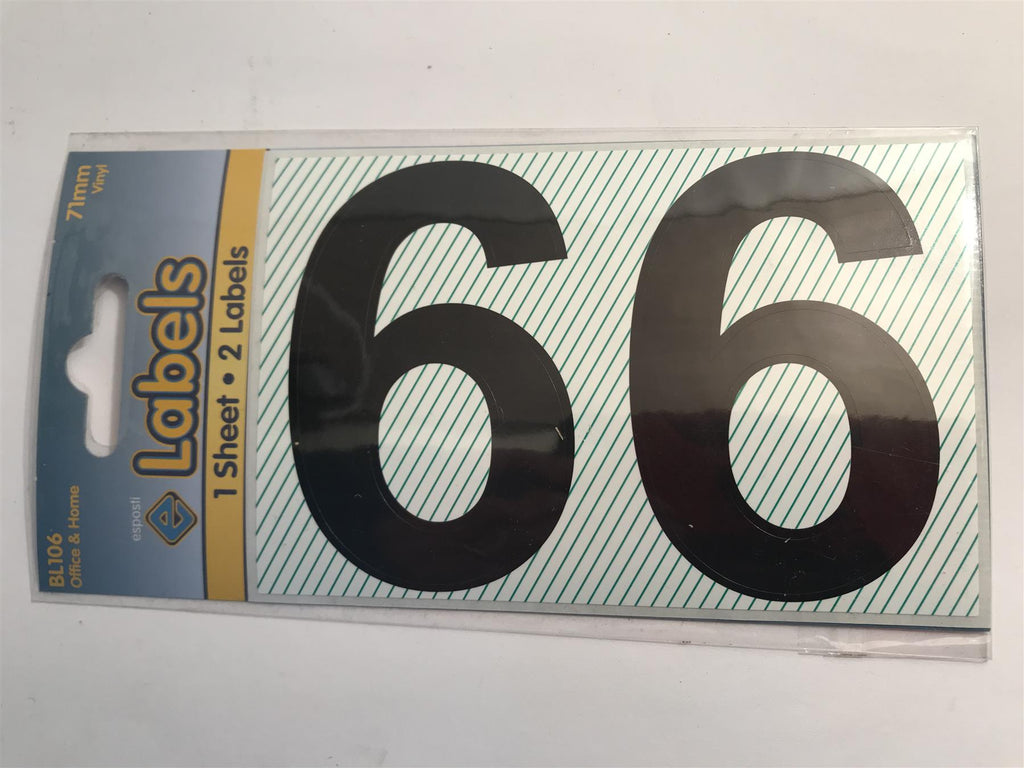 BL106
Office & Home
71mm
Vinyl
esposti
e
Labels
1 Sheet • 2 Labels
66